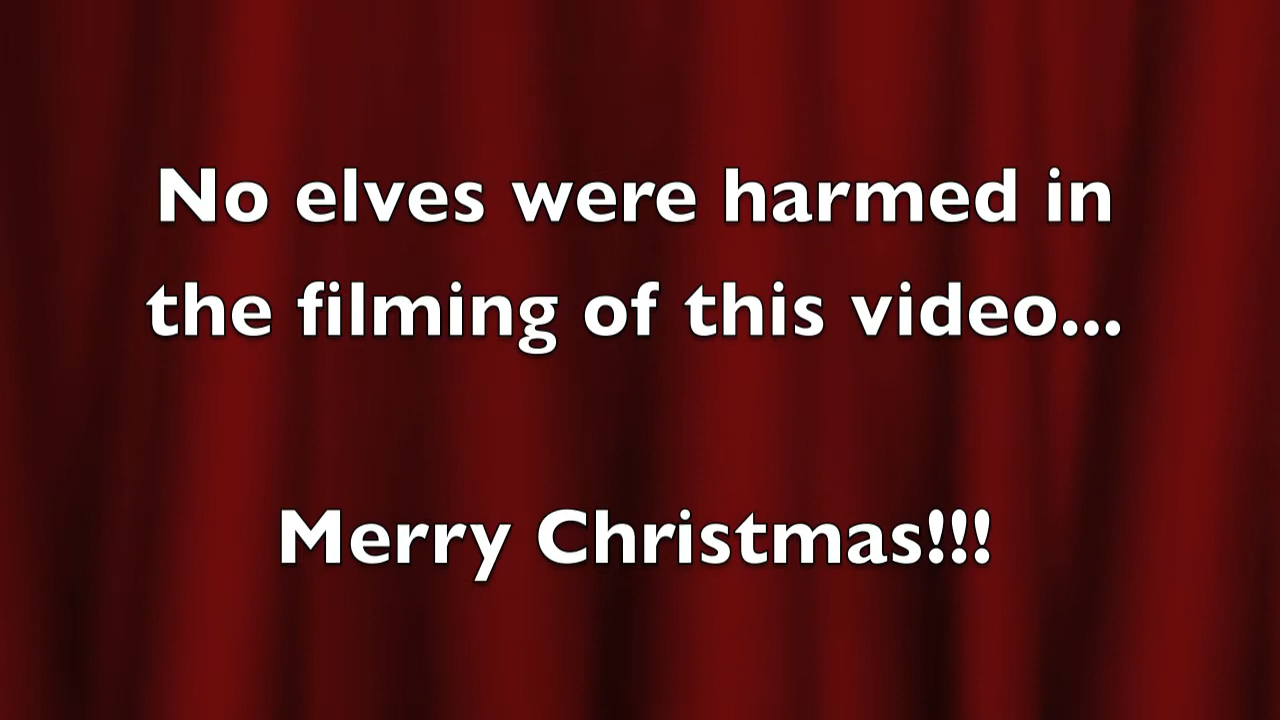 No elves were harmed in
the filming of this video...
Merry Christmas!!!